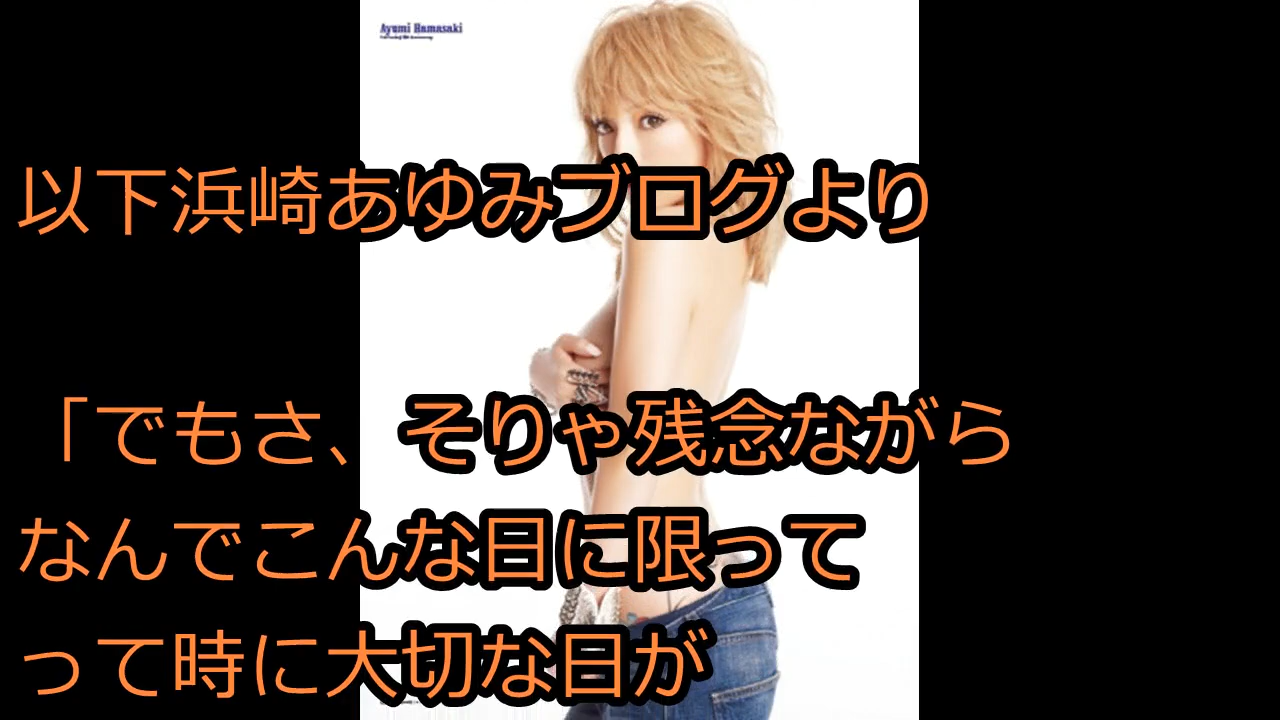 Ayumi Hamasaki
以下浜崎あゆみブログより
「でもさ、そりゃ残念ながら
なんでこんな日に限って
って時に大切な日が